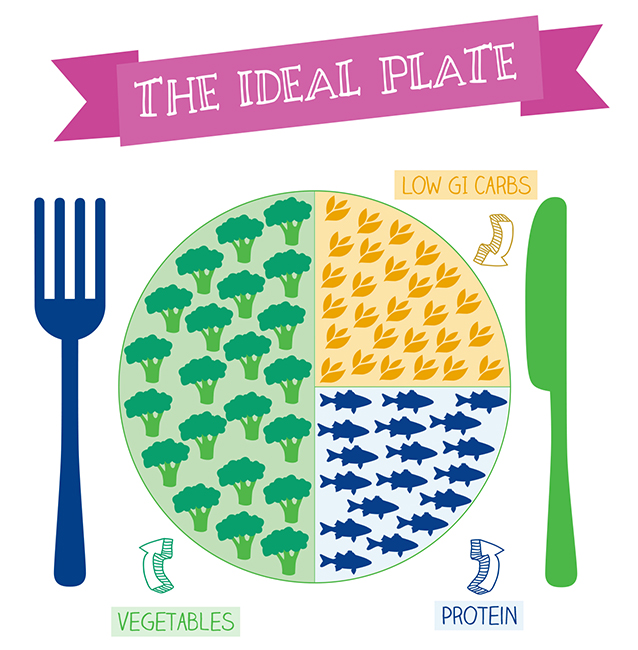 THE IDEAL PLATE
LOW GI CARBS
VEGETABLES
PROTEIN